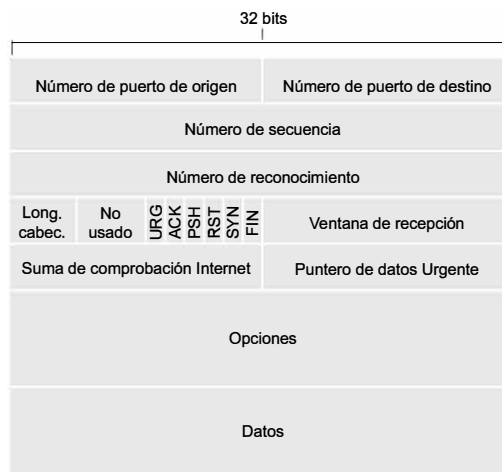 32 bits
Número de puerto de origen
Número de puerto de destino
Número de secuencia
Número de reconocimiento
Long.
cabec.
No
usado
URG
ACK
PSH
RST
SYN
FIN
Ventana de recepción
Suma de comprobación Internet
Puntero de datos Urgente
Opciones
Datos